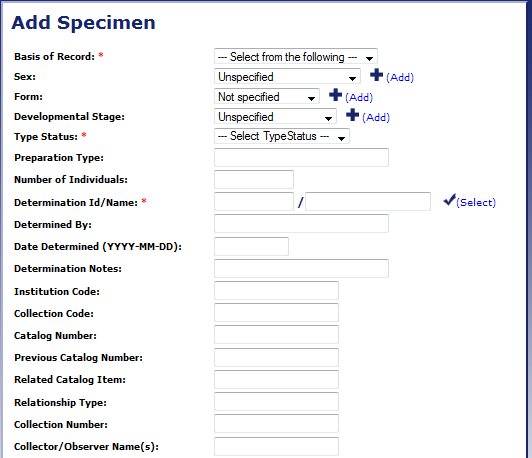 Add Specimen
Basis of Record: * --- Select from the following ---
Sex: Unspecified (Add)
Form: Not specified (Add)
Developmental Stage: Unspecified (Add)
Type Status: * --- Select TypeStatus ---
Preparation Type:
Number of Individuals:
Determination Id/Name: * / (Select)
Determined By:
Date Determined (YYYY-MM-DD):
Determination Notes:
Institution Code:
Collection Code:
Catalog Number:
Previous Catalog Number:
Related Catalog Item:
Relationship Type:
Collection Number:
Collector/Observer Name(s):